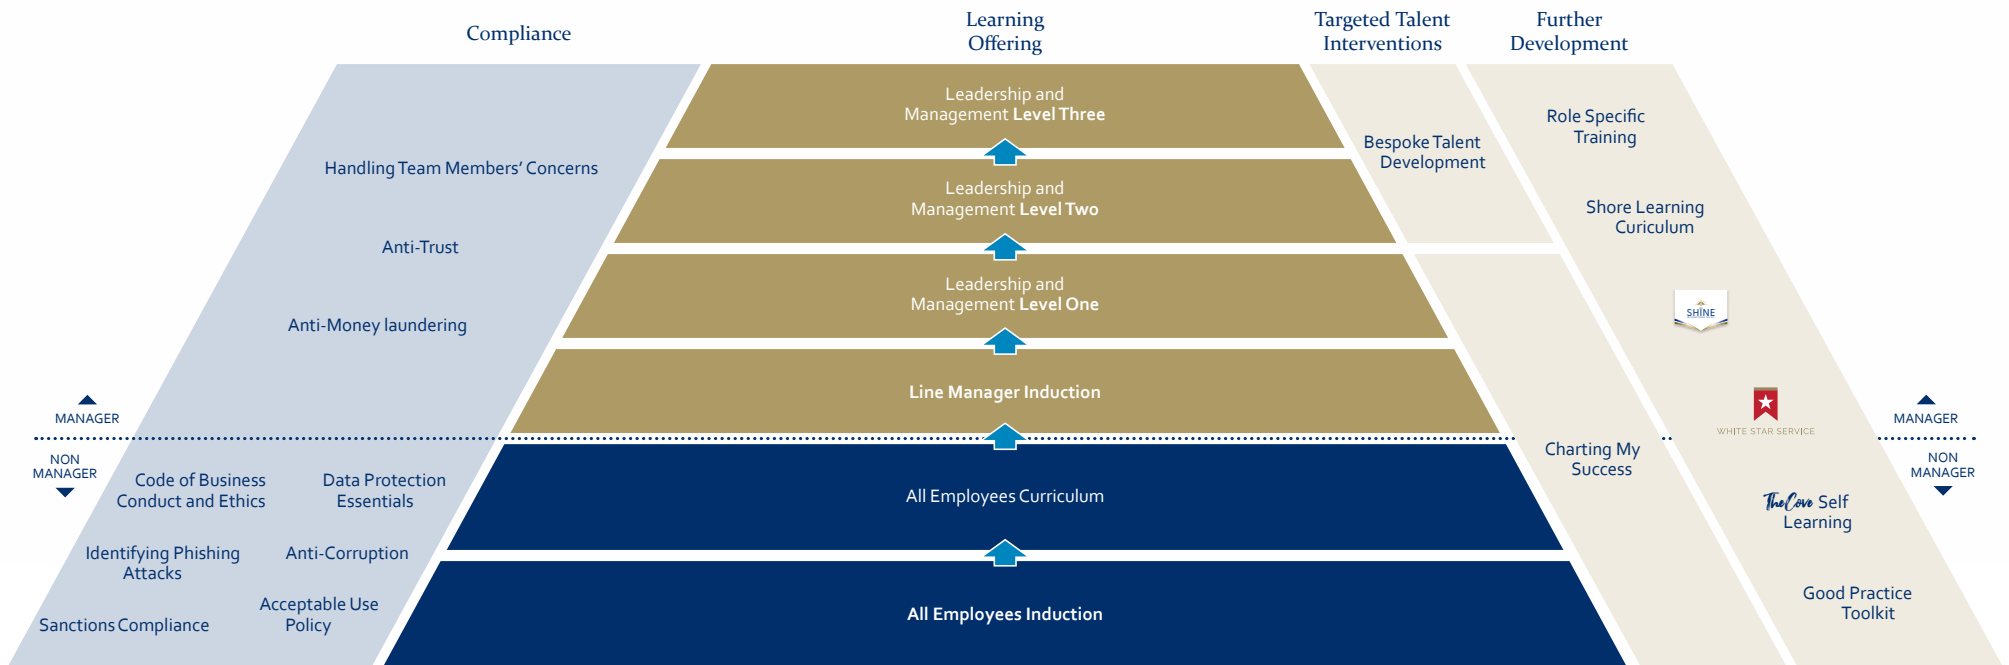 Compliance
Learning
Offering
Targeted Talent
Interventions
Further
Development
Handling Team Members’ Concerns
Anti-Trust
Anti-Money laundering
MANAGER
NON
MANAGER
Code of Business
Conduct and Ethics
Data Protection
Essentials
Identifying Phishing
Attacks
Anti-Corruption
Sanctions Compliance
Acceptable Use
Policy
Leadership and
Management Level Three
Leadership and
Management Level Two
Leadership and
Management Level One
Line Manager Induction
All Employees Curriculum
All Employees Induction
Bespoke Talent
Development
Charting My
Success
Role Specific
Training
Shore Learning
Curiculum
SHINE
WHITE STAR SERVICE
The Cove Self
Learning
Good Practice
Toolkit
MANAGER
NON
MANAGER